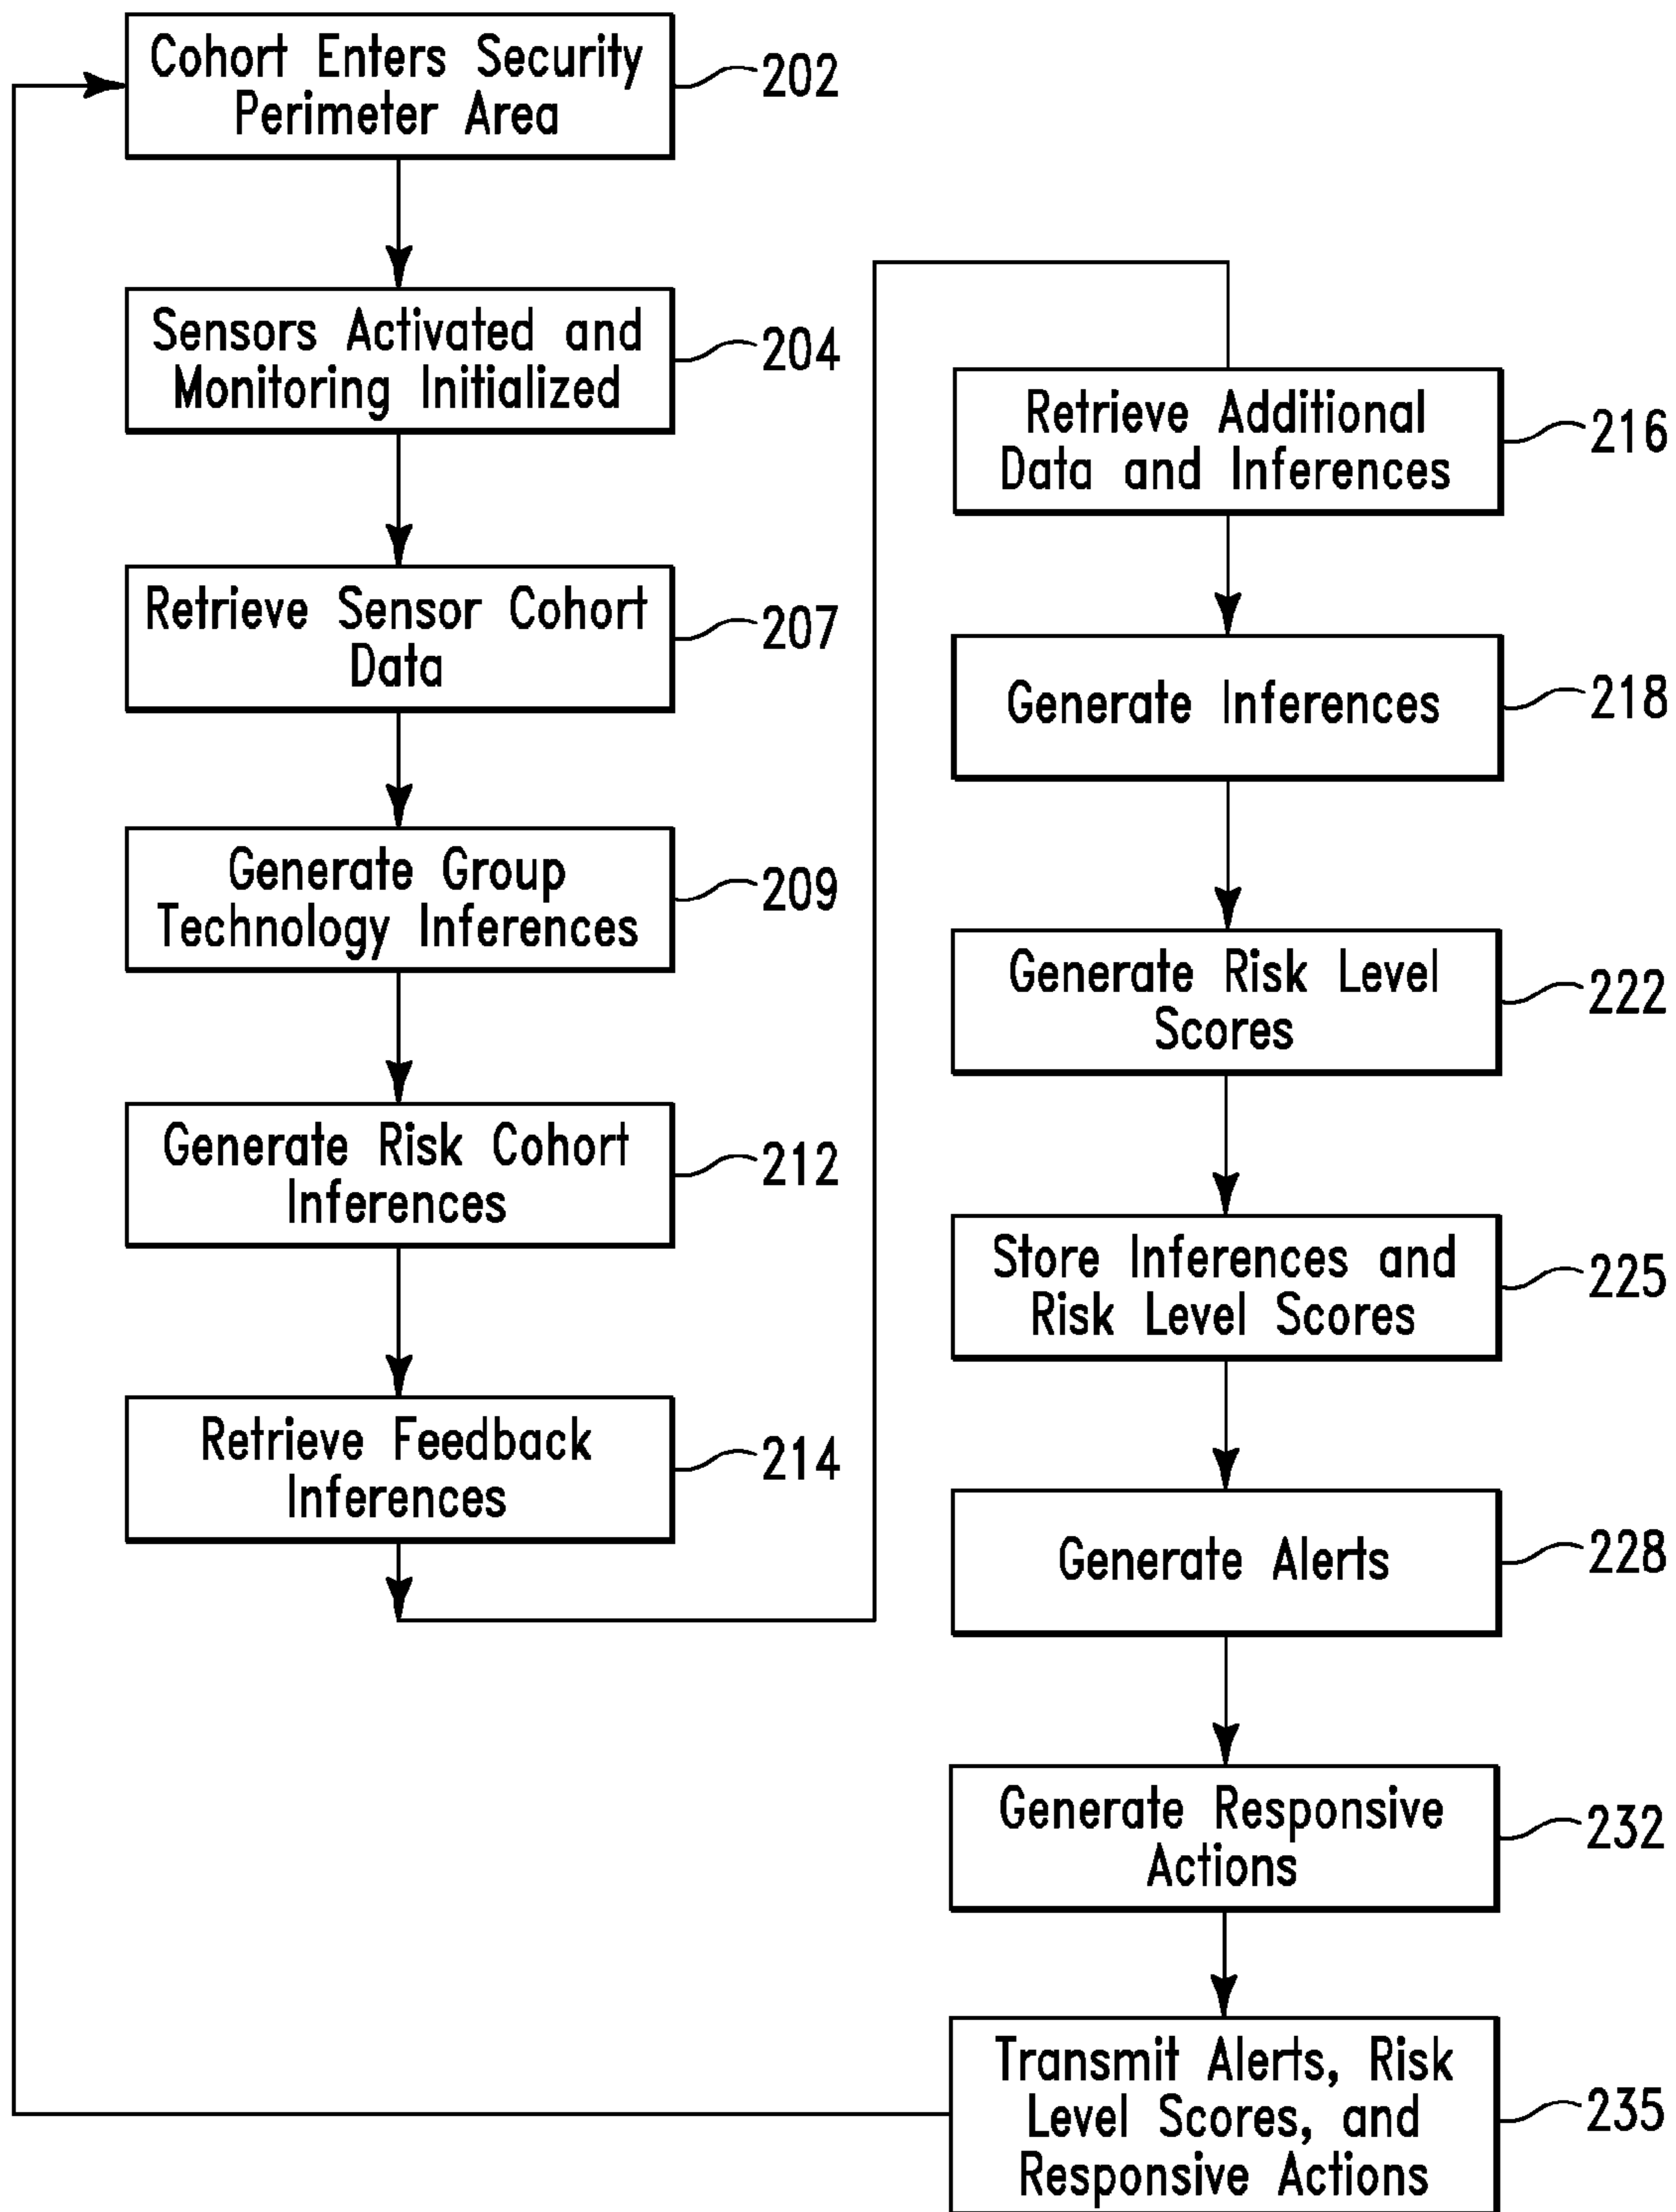 Cohort Enters Security
Perimeter Area
202
Sensors Activated and
Monitoring Initialized
204
Retrieve Sensor Cohort
Data
207
Generate Group
Technology Inferences
209
Generate Risk Cohort
Inferences
212
Retrieve Feedback
Inferences
214
Retrieve Additional
Data and Inferences
216
Generate Inferences
218
Generate Risk Level
Scores
222
Store Inferences and
Risk Level Scores
225
Generate Alerts
228
Generate Responsive
Actions
232
Transmit Alerts, Risk
Level Scores, and
Responsive Actions
235